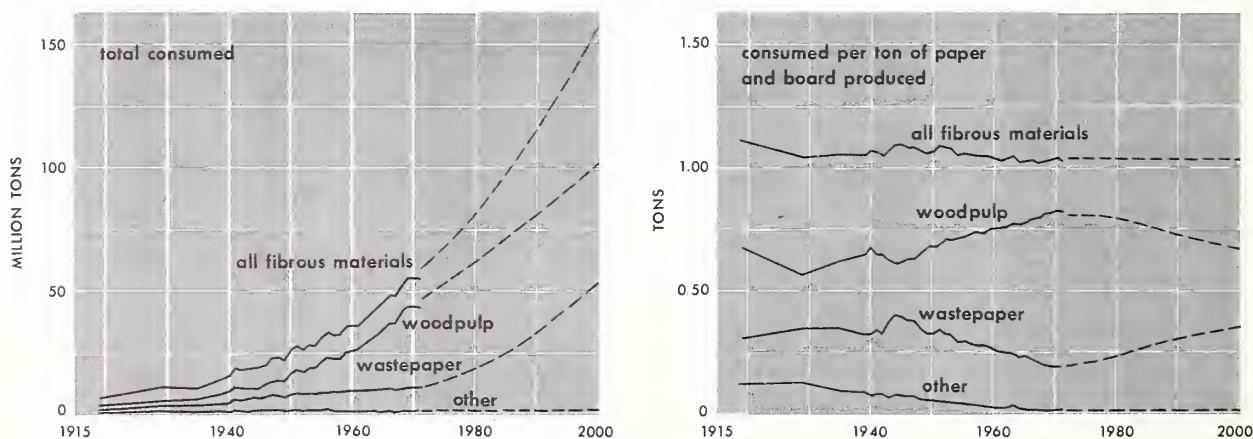 150
total consumed
100
MILLION TONS
all fibrous materials
50
woodpulp
wastepaper
other
0
1915
1940
1960
1980
2000
1.50
consumed per ton of paper
and board produced
all fibrous materials
1.00
TONS
woodpulp
0.50
wastepaper
other
0
1915
1940
1960
1980
2000